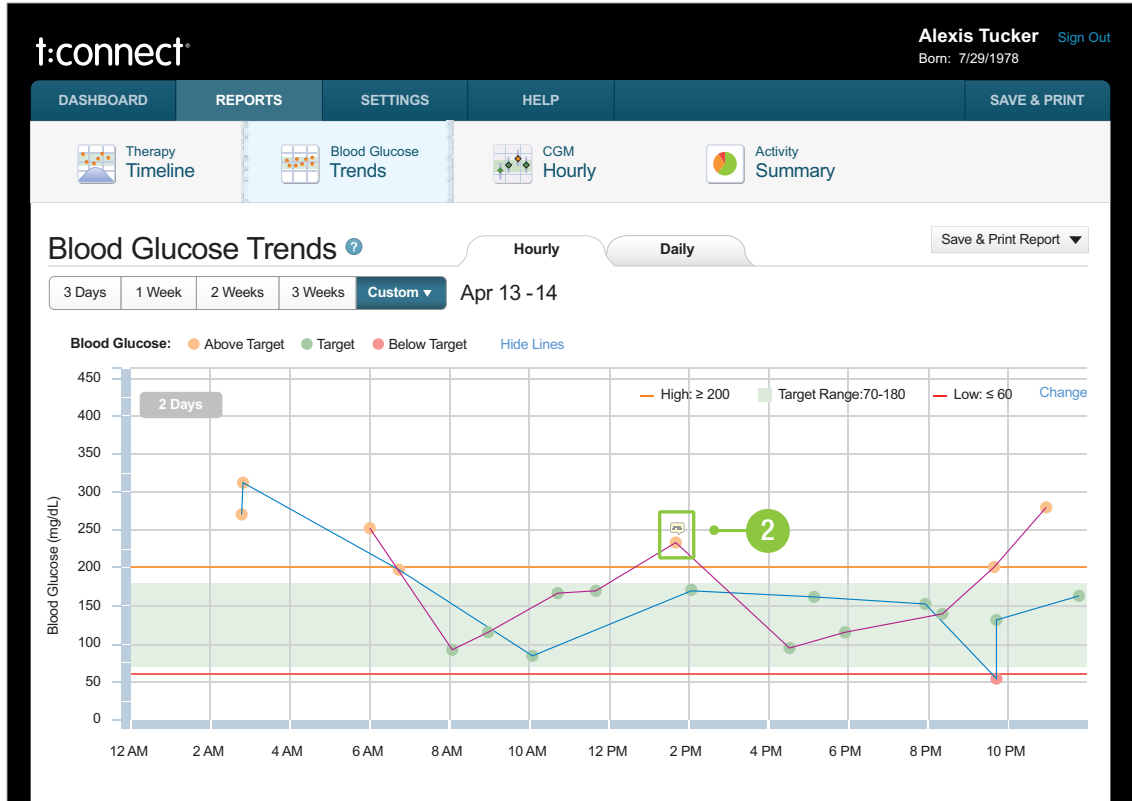 Alexis Tucker Sign Out
t:connect
Born: 7/29/1978
DASHBOARD REPORTS SETTINGS HELP SAVE & PRINT
Therapy Blood Glucose CGM Activity
Timeline Trends Hourly Summary
Blood Glucose Trends ? Hourly Daily Save & Print Report
3 Days 1 Week 2 Weeks 3 Weeks Custom Apr 13 - 14
Blood Glucose: Above Target Target Below Target Hide Lines
450
2 Days High: ≥ 200 Target Range:70-180 Low: ≤ 60 Change
400
350
300
250
2
200
150
100
50
0
Blood Glucose (mg/dL)
12 AM 2 AM 4 AM 6 AM 8 AM 10 AM 12 PM 2 PM 4 PM 6 PM 8 PM 10 PM